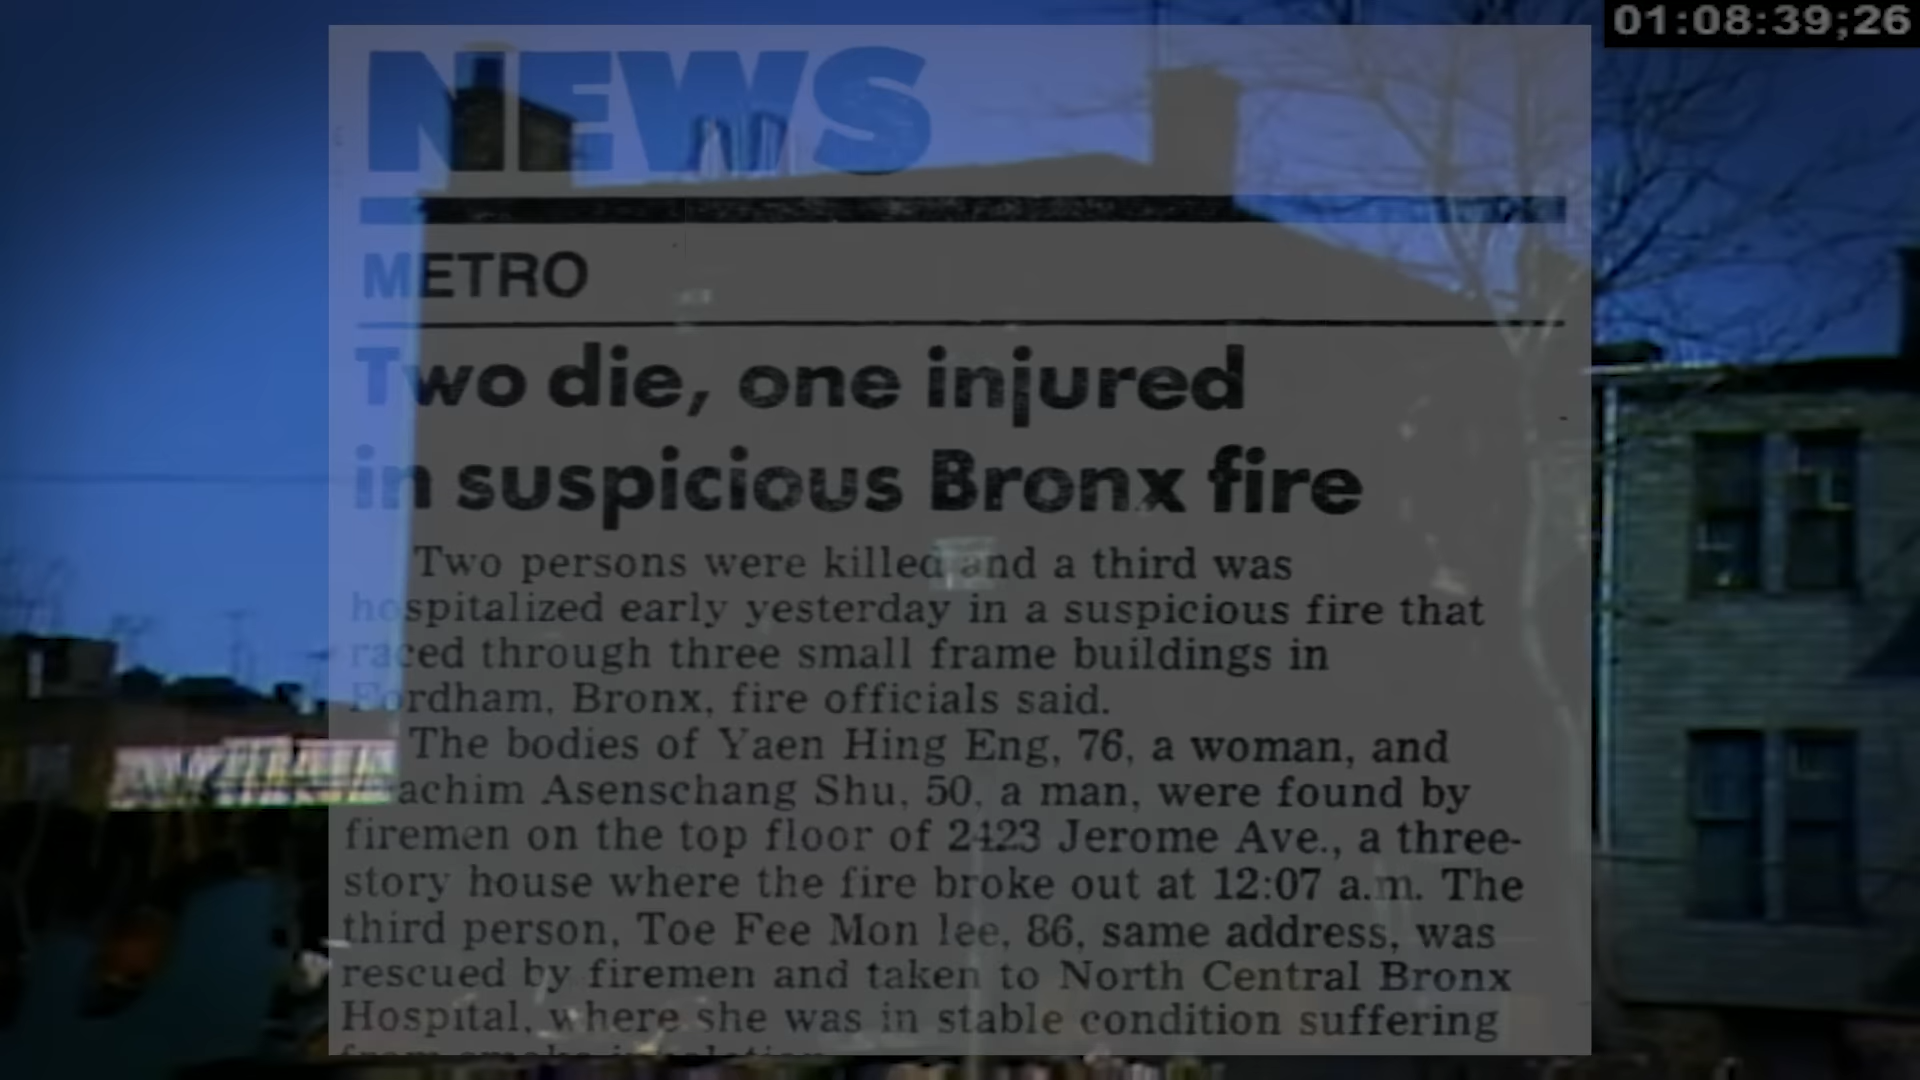 01:08:39;26
NEWS
METRO
Two die, one injured
in suspicious Bronx fire
Two persons were killed and a third was
hospitalized early yesterday in a suspicious fire that
raced through three small frame buildings in
Fordham, Bronx, fire officials said.
The bodies of Yaen Hing Eng, 76, a woman, and
Asenschang Shu, 50, a man, were found by
firemen on the top floor of 2423 Jerome Ave., a three-
story house where the fire broke out at 12:07 a.m. The
third person, Toe Fee Mon lee, 86, same address, was
rescued by firemen and taken to North Central Bronx
Hospital, where she was in stable condition suffering